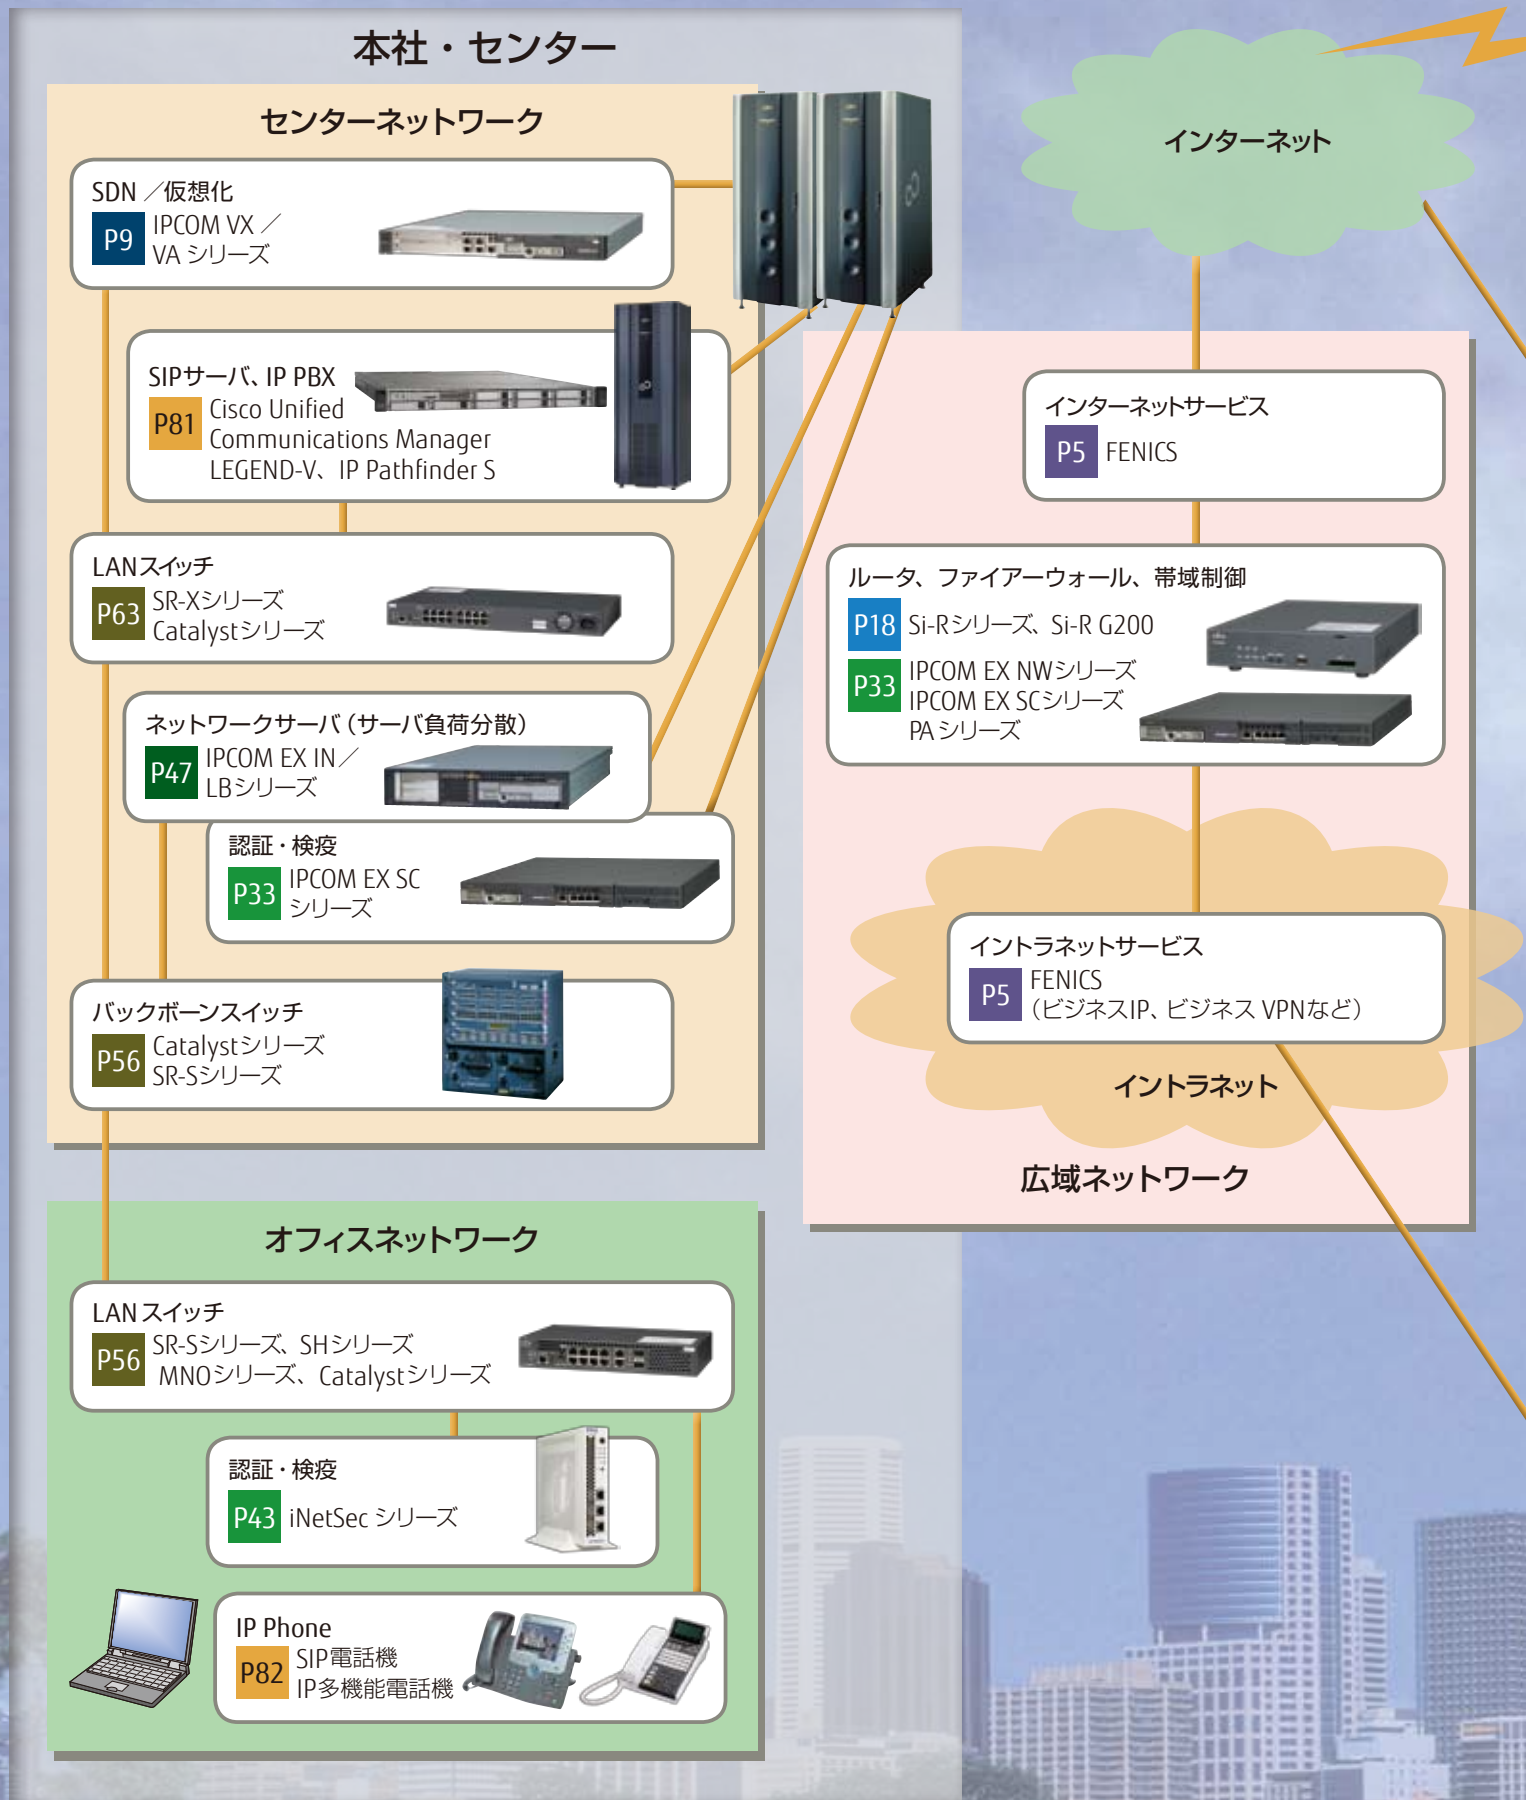 本社・センター
センターネットワーク
SDN ／仮想化
P9
IPCOM VX ／
VA シリーズ
SIPサーバ、IP PBX
P81
Cisco Unified
Communications Manager
LEGEND-V、IP Pathfinder S
LANスイッチ
P63
SR-Xシリーズ
Catalystシリーズ
ネットワークサーバ（サーバ負荷分散）
P47
IPCOM EX IN／
LBシリーズ
認証・検疫
P33
IPCOM EX SC
シリーズ
バックボーンスイッチ
P56
Catalystシリーズ
SR-Sシリーズ
オフィスネットワーク
LANスイッチ
P56
SR-Sシリーズ、SHシリーズ
MNOシリーズ、Catalystシリーズ
認証・検疫
P43
iNetSec シリーズ
IP Phone
P82
SIP電話機
IP多機能電話機
インターネット
インターネットサービス
P5
FENICS
ルータ、ファイアーウォール、帯域制御
P18
Si-Rシリーズ、Si-R G200
P33
IPCOM EX NWシリーズ
IPCOM EX SCシリーズ
PA シリーズ
イントラネットサービス
P5
FENICS
（ビジネスIP、ビジネス VPNなど）
イントラネット
広域ネットワーク